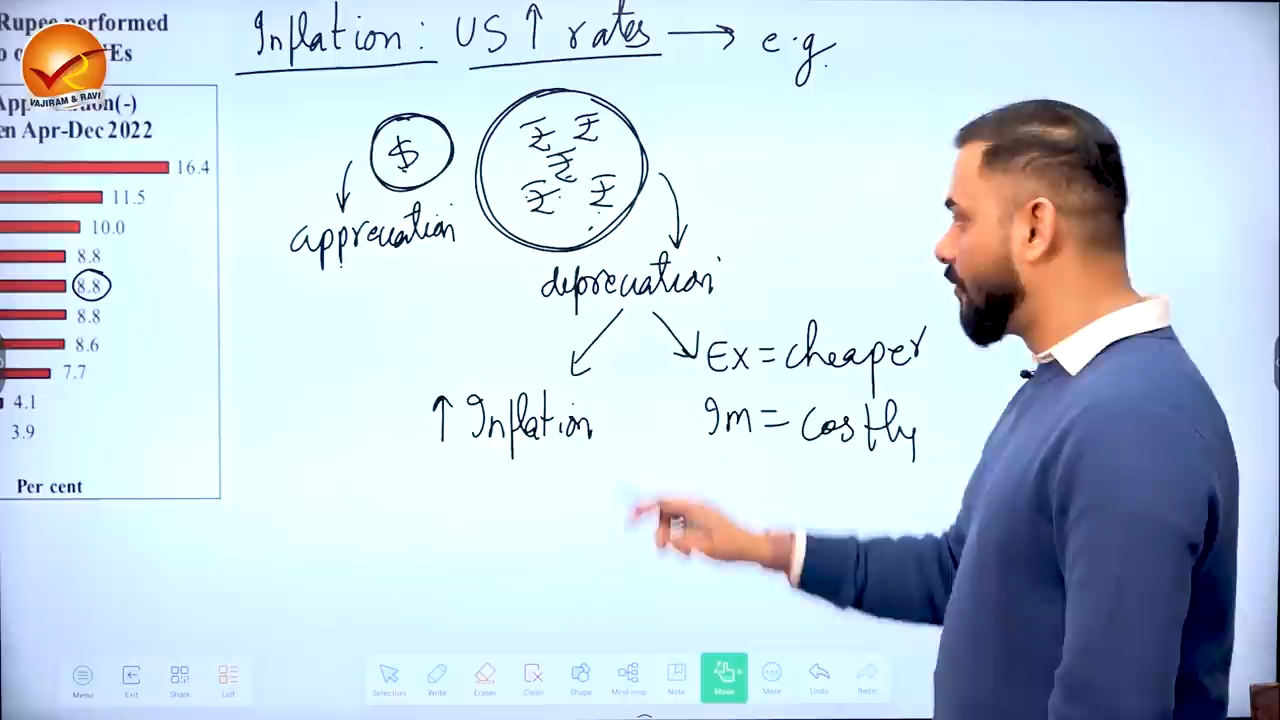 Rupee performed
Es
VAJIRAM & RAVI
App
on(-)
en Apr-Dec 2022
16.4
11.5
10.0
8.8
8.8
8.8
8.6
7.7
4.1
3.9
Per cent
Inflation: US ↑ rates → e.g.
$
₹ ₹
₹
₹ ₹
appreciation
depreciation
↑ Inflation
Ex = cheaper
Im = costly
Menu
Exit
Share
List
Selection
Write
Eraser
Clean
Shape
Mind map
Note
Move
More
Undo
Redo